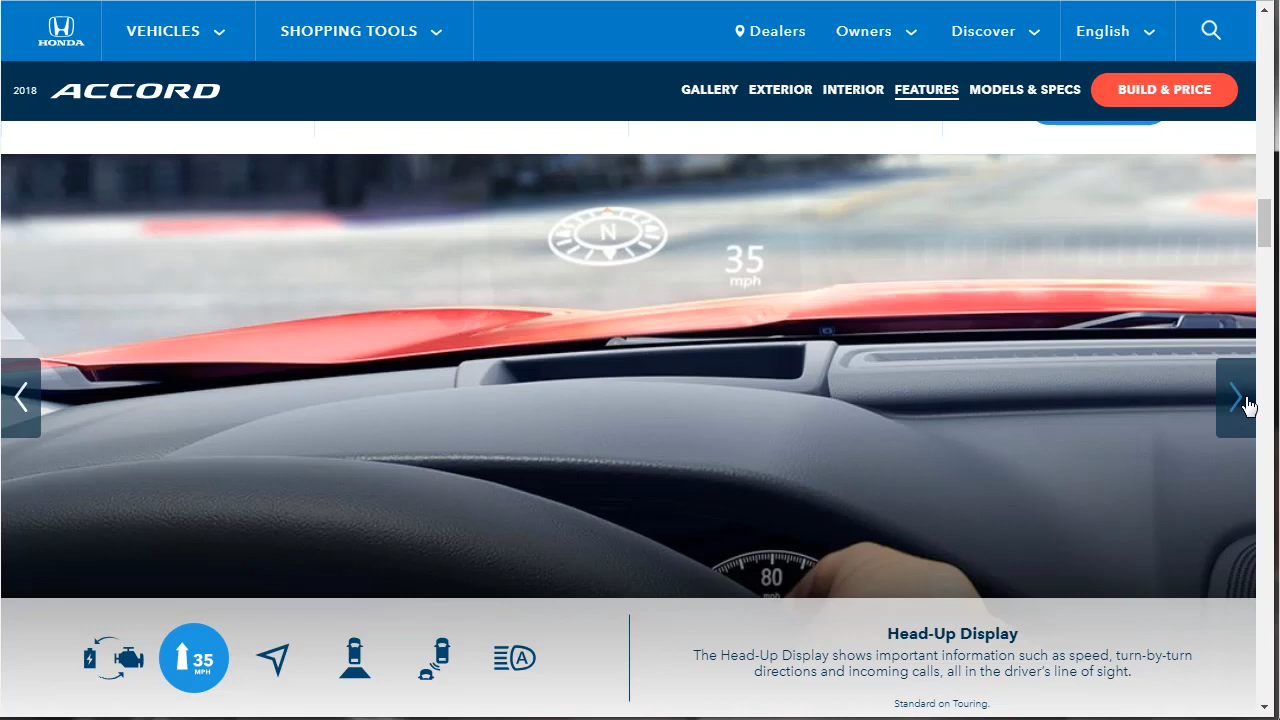 HONDA
VEHICLES
SHOPPING TOOLS
Dealers
Owners
Discover
English
2018 ACCORD
GALLERY
EXTERIOR
INTERIOR
FEATURES
MODELS & SPECS
BUILD & PRICE
N
35
mph
80
mph
35
MPH
A
Head-Up Display
The Head-Up Display shows important information such as speed, turn-by-turn
directions and incoming calls, all in the driver's line of sight.
Standard on Touring.